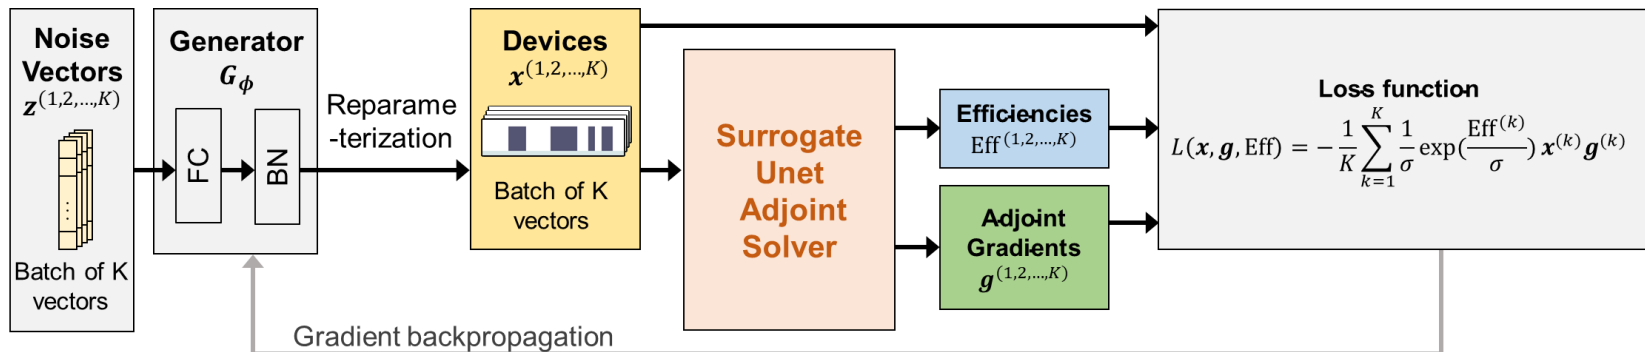 Noise
Vectors
𝒛^(1,2,…,K)
⋮
Batch of K
vectors
Generator
G_ϕ
FC
BN
Reparame
-terization
Devices
𝒙^(1,2,…,K)
Batch of K
vectors
Surrogate
Unet
Adjoint
Solver
Efficiencies
Eff^(1,2,…,K)
Adjoint
Gradients
𝒈^(1,2,…,K)
Loss function
L(𝒙, 𝒈, Eff) = −1/K ∑_{k=1}^{K} 1/σ exp(Eff^(k)/σ) 𝒙^(k) 𝒈^(k)
Gradient backpropagation